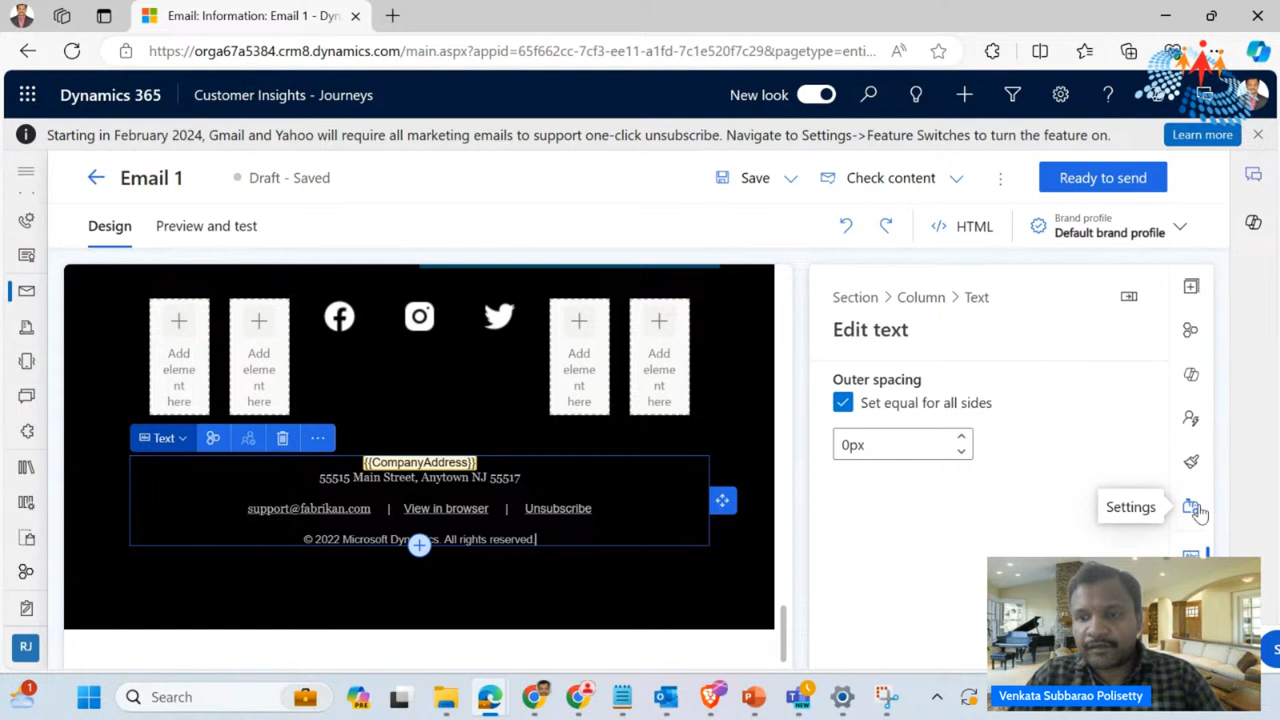 Email: Information: Email 1 - Dyn
https://orga67a5384.crm8.dynamics.com/main.aspx?appid=65f662cc-7cf3-ee11-a1fd-7c1e520f7c29&pagetype=enti...
Dynamics 365
Customer Insights - Journeys
New look
Starting in February 2024, Gmail and Yahoo will require all marketing emails to support one-click unsubscribe. Navigate to Settings->Feature Switches to turn the feature on.
Learn more
Email 1
Draft - Saved
Save
Check content
Ready to send
Design
Preview and test
HTML
Brand profile
Default brand profile
Section > Column > Text
Edit text
Outer spacing
Set equal for all sides
0px
Settings
Abc
Add
eleme
nt
here
Add
eleme
nt
here
Add
eleme
nt
here
Add
eleme
nt
here
Text
{{CompanyAddress}}
55515 Main Street, Anytown NJ 55517
support@fabrikan.com | View in browser | Unsubscribe
© 2022 Microsoft Dynamics. All rights reserved.
RJ
Venkata Subbarao Polisetty
1
Search
NEW